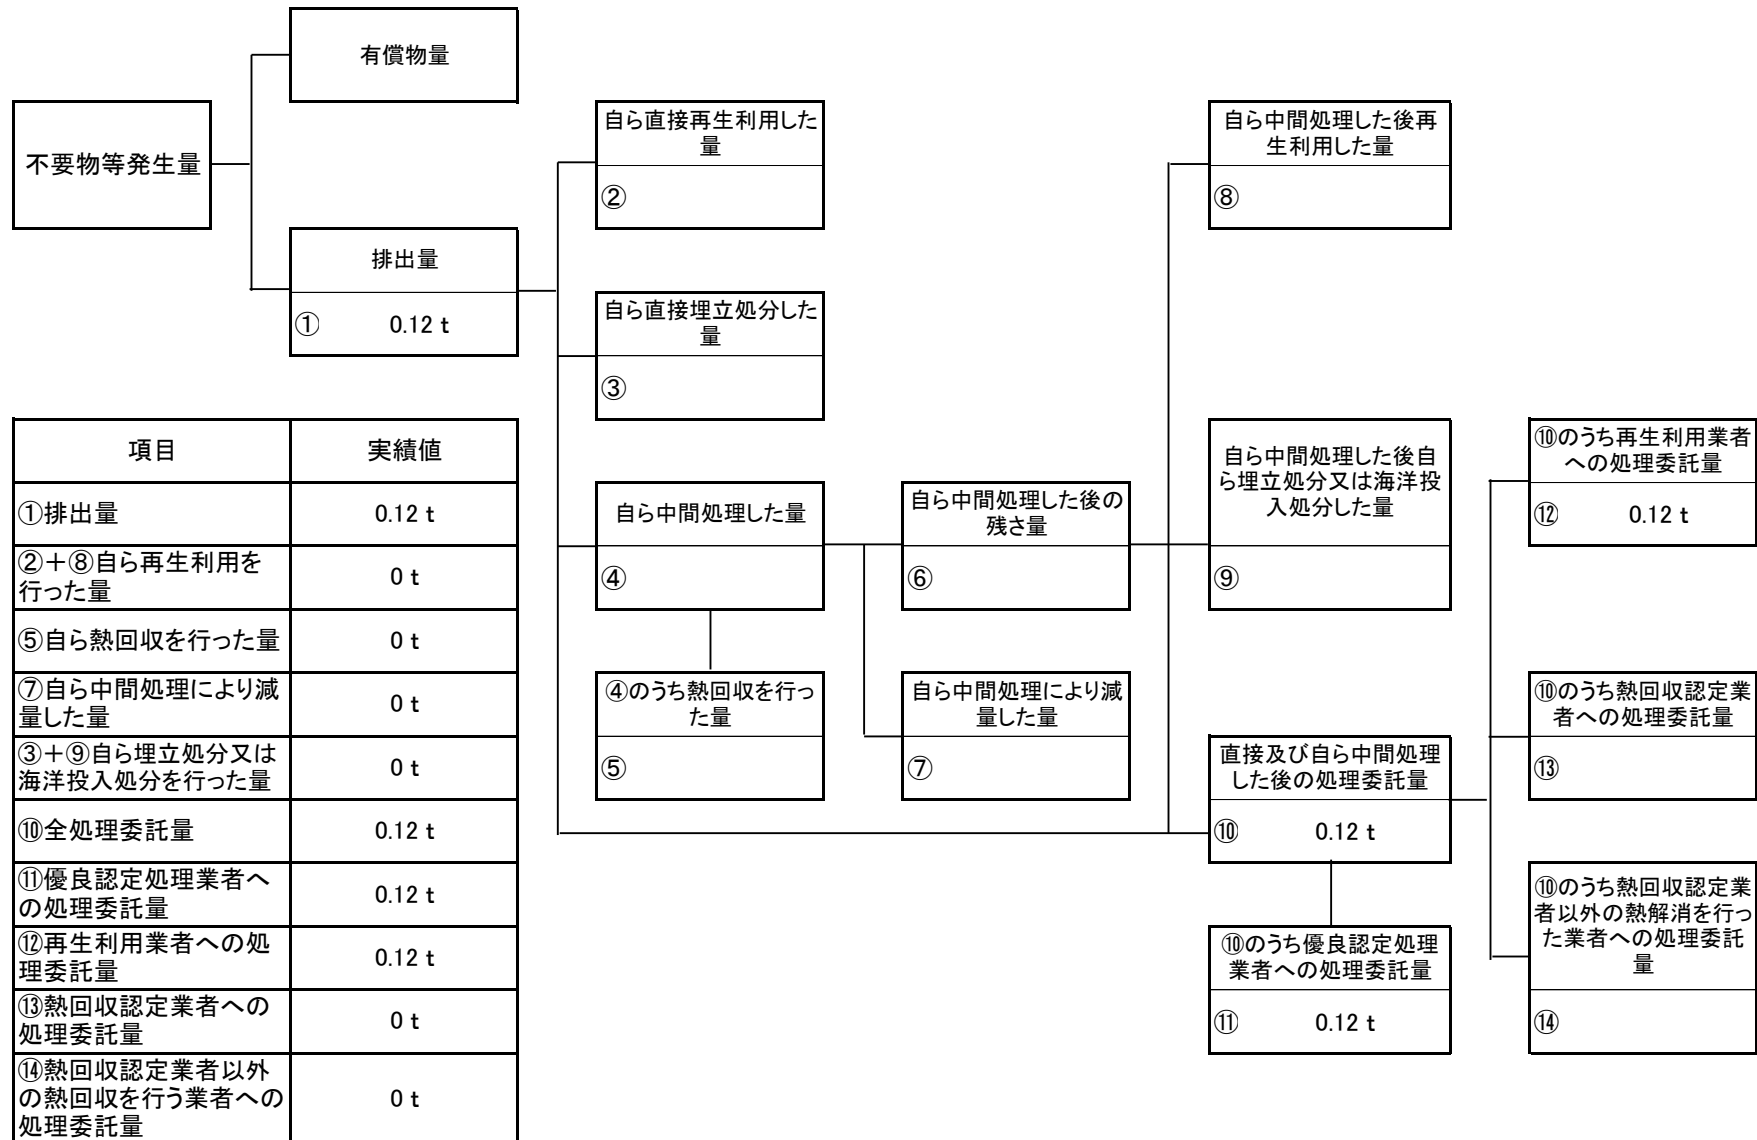 有償物量
不要物等発生量
排出量
①
0.12 t
自ら直接再生利用した
量
②
自ら直接埋立処分した
量
③
自ら中間処理した量
④
④のうち熱回収を行っ
た量
⑤
自ら中間処理した後の
残さ量
⑥
自ら中間処理により減
量した量
⑦
自ら中間処理した後再
生利用した量
⑧
自ら中間処理した後自
ら埋立処分又は海洋投
入処分した量
⑨
直接及び自ら中間処理
した後の処理委託量
⑩
0.12 t
⑩のうち優良認定処理
業者への処理委託量
⑪
0.12 t
⑩のうち再生利用業者
への処理委託量
⑫
0.12 t
⑩のうち熱回収認定業
者への処理委託量
⑬
⑩のうち熱回収認定業
者以外の熱解消を行っ
た業者への処理委託
量
⑭
項目
実績値
①排出量
0.12 t
②+⑧自ら再生利用を
行った量
0 t
⑤自ら熱回収を行った量
0 t
⑦自ら中間処理により減
量した量
0 t
③+⑨自ら埋立処分又は
海洋投入処分を行った量
0 t
⑩全処理委託量
0.12 t
⑪優良認定処理業者へ
の処理委託量
0.12 t
⑫再生利用業者への処
理委託量
0.12 t
⑬熱回収認定業者への
処理委託量
0 t
⑭熱回収認定業者以外
の熱回収を行う業者への
処理委託量
0 t